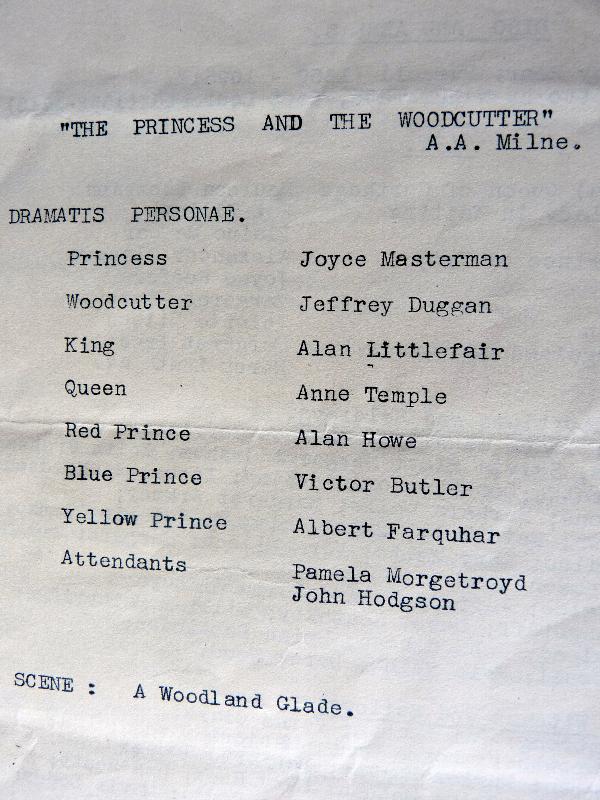 "THE PRINCESS AND THE WOODCUTTER"
A.A. Milne.
DRAMATIS PERSONAE.
Princess Joyce Masterman
Woodcutter Jeffrey Duggan
King Alan Littlefair
Queen Anne Temple
Red Prince Alan Howe
Blue Prince Victor Butler
Yellow Prince Albert Farquhar
Attendants Pamela Morgetroyd
John Hodgson
SCENE : A Woodland Glade.